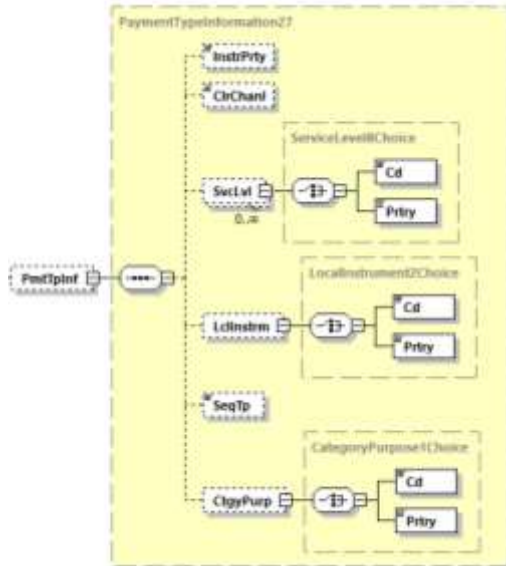 PaymentTypeInformation27
InstrPrty
ClrChanl
ServiceLevel8Choice
SvcLvl
0..∞
Cd
Prtry
PmtTpInf
LocalInstrument2Choice
LclInstrm
Cd
Prtry
SeqTp
CategoryPurpose1Choice
CtgyPurp
Cd
Prtry